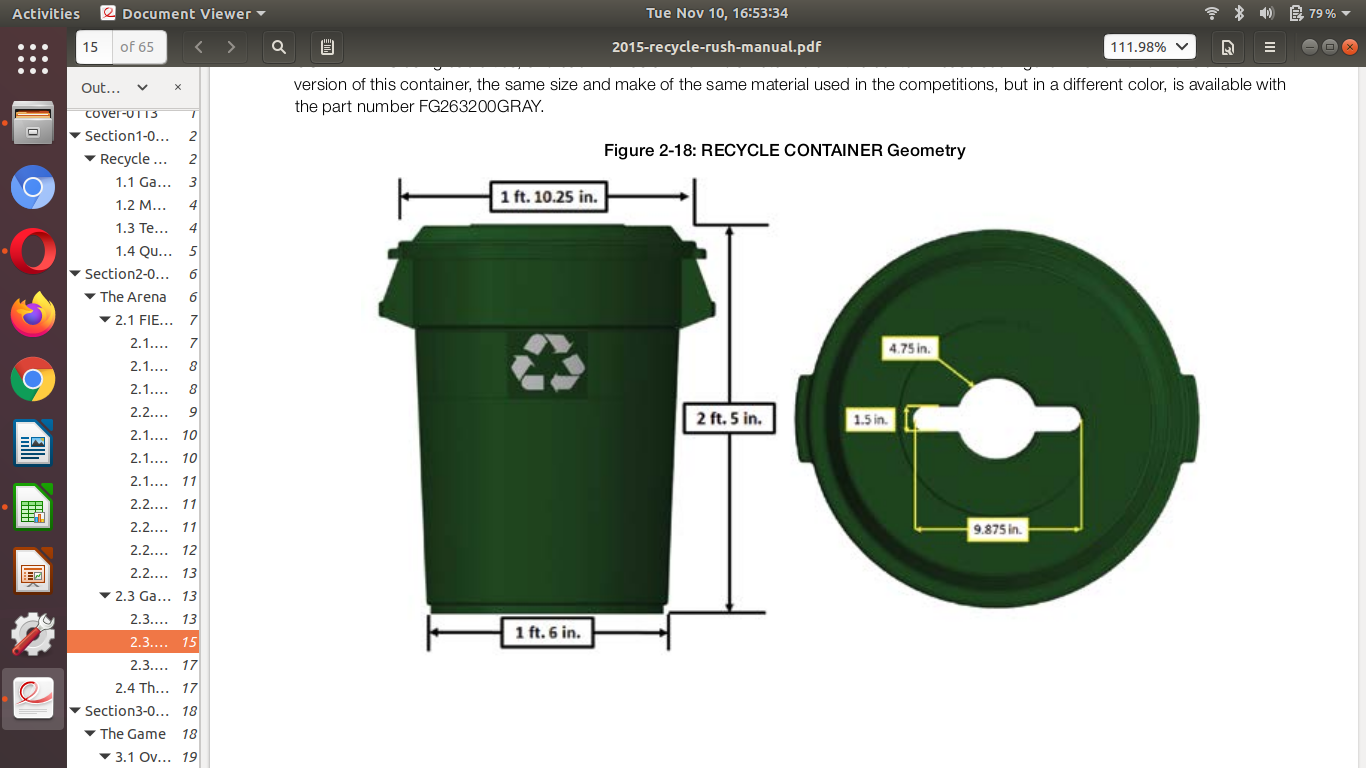 Activities
Document Viewer
Tue Nov 10, 16:53:34
79 %
15
of 65
2015-recycle-rush-manual.pdf
111.98%
Out…
×
cover-0113 1
Section1-0… 2
Recycle … 2
1.1 Ga… 3
1.2 M… 4
1.3 Te… 4
1.4 Qu… 5
Section2-0… 6
The Arena 6
2.1 FIE… 7
2.1.… 7
2.1.… 8
2.1.… 8
2.2.… 9
2.1.… 10
2.1.… 10
2.1.… 11
2.2.… 11
2.2.… 11
2.2.… 12
2.2.… 13
2.3 Ga… 13
2.3.… 13
2.3.… 15
2.3.… 17
2.4 Th… 17
Section3-0… 18
The Game 18
3.1 Ov… 19
version of this container, the same size and make of the same material used in the competitions, but in a different color, is available with
the part number FG263200GRAY.
Figure 2-18: RECYCLE CONTAINER Geometry
1 ft. 10.25 in.
2 ft. 5 in.
1 ft. 6 in.
4.75 in.
1.5 in.
9.875 in.